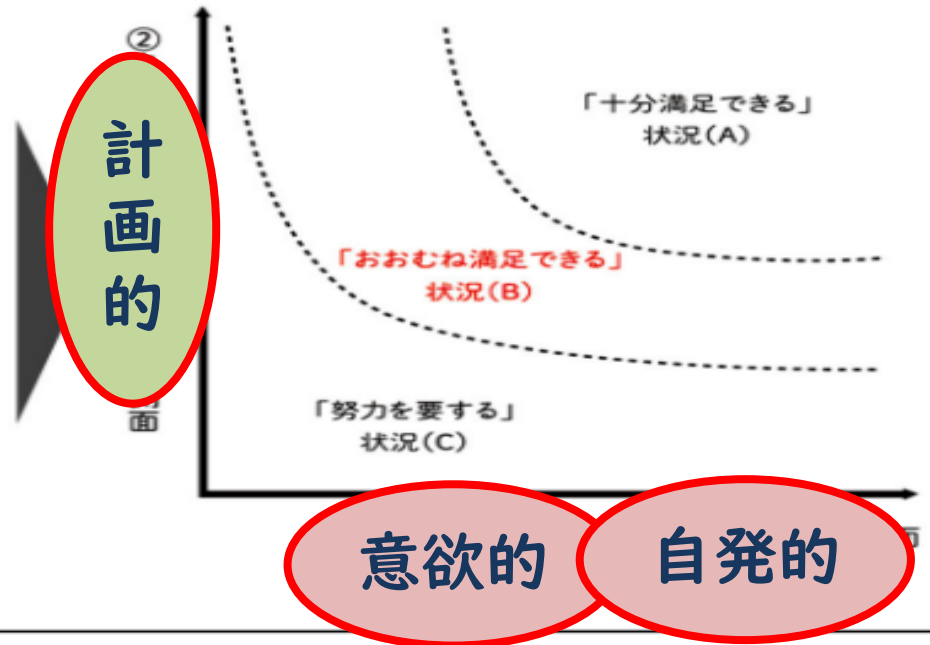 ②
計画的
面
「十分満足できる」
状況(A)
「おおむね満足できる」
状況(B)
「努力を要する」
状況(C)
意欲的
自発的